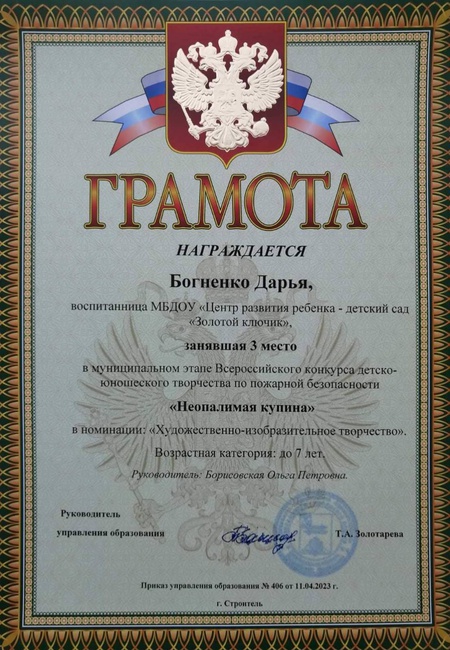 ГРАМОТА
НАГРАЖДАЕТСЯ
Богненко Дарья,
воспитанница МБДОУ «Центр развития ребенка - детский сад
«Золотой ключик»,
занявшая 3 место
в муниципальном этапе Всероссийского конкурса детско-
юношеского творчества по пожарной безопасности
«Неопалимая купина»
в номинации: «Художественно-изобразительное творчество».
Возрастная категория: до 7 лет.
Руководитель: Борисовская Ольга Петровна.
Руководитель
управления образования Т.А. Золотарева
Приказ управления образования № 406 от 11.04.2023 г.
г. Строитель